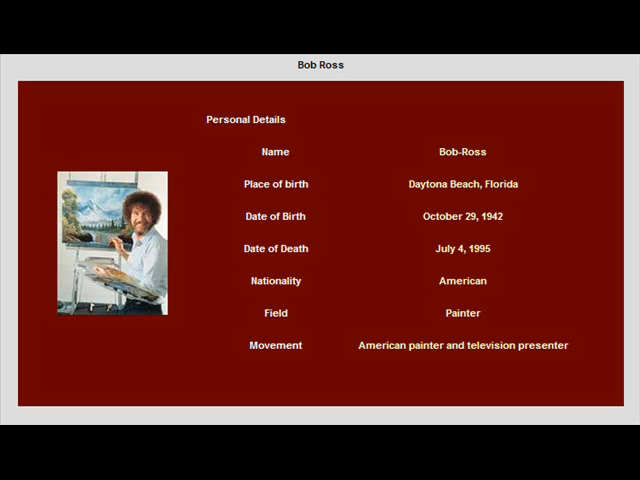 Bob Ross
Personal Details
Name Bob-Ross
Place of birth Daytona Beach, Florida
Date of Birth October 29, 1942
Date of Death July 4, 1995
Nationality American
Field Painter
Movement American painter and television presenter